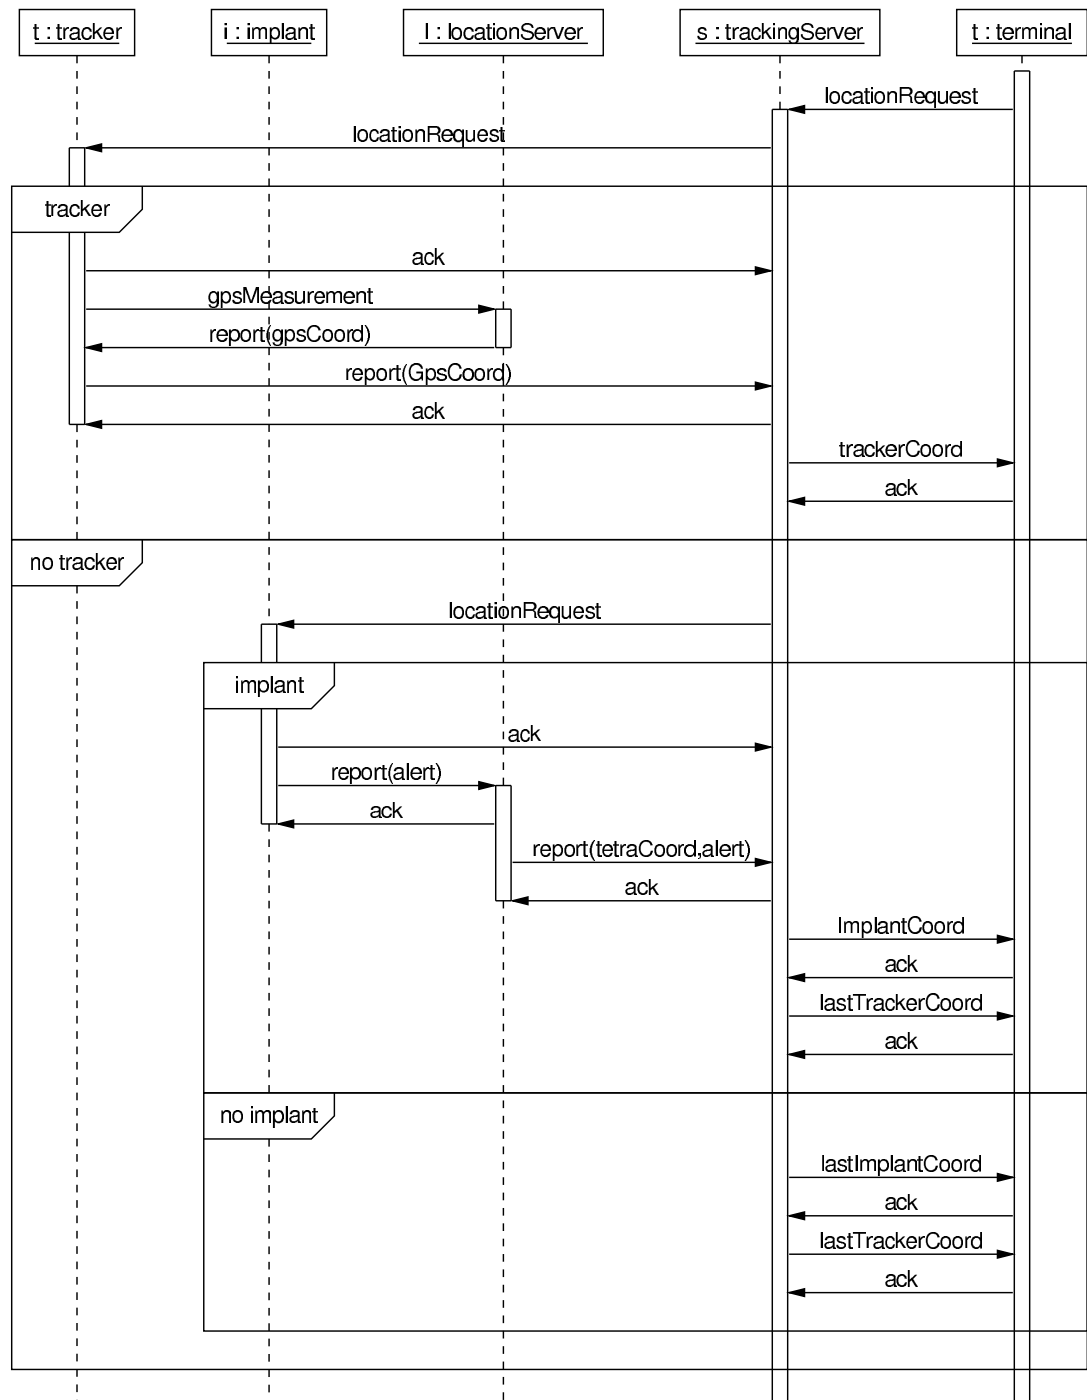 t : tracker
i : implant
l : locationServer
s : trackingServer
t : terminal
locationRequest
locationRequest
tracker
ack
gpsMeasurement
report(gpsCoord)
report(GpsCoord)
ack
trackerCoord
ack
no tracker
locationRequest
implant
ack
report(alert)
ack
report(tetraCoord,alert)
ack
ImplantCoord
ack
lastTrackerCoord
ack
no implant
lastImplantCoord
ack
lastTrackerCoord
ack